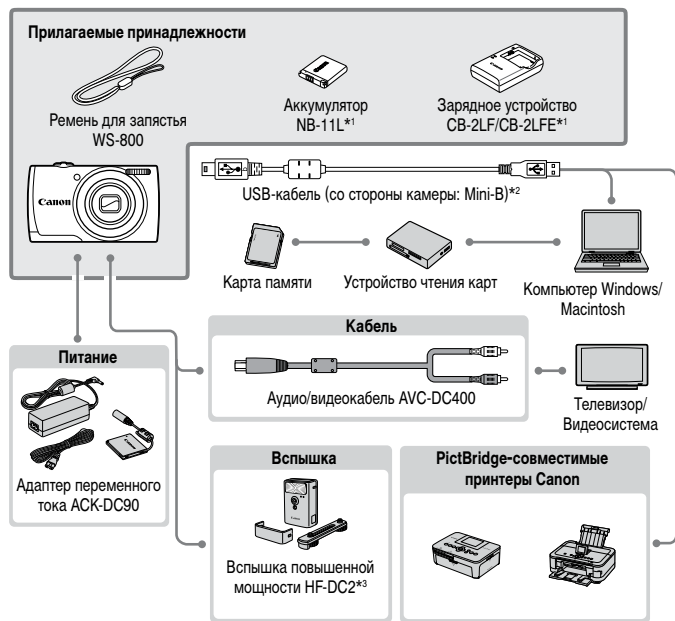 Прилагаемые принадлежности
Ремень для запястья
WS-800
Аккумулятор
NB-11L*1
Зарядное устройство
CB-2LF/CB-2LFE*1
Canon
USB-кабель (со стороны камеры: Mini-B)*2
Карта памяти
Устройство чтения карт
Компьютер Windows/
Macintosh
Кабель
Аудио/видеокабель AVC-DC400
Телевизор/
Видеосистема
Питание
Адаптер переменного
тока ACK-DC90
Вспышка
Вспышка повышенной
мощности HF-DC2*3
PictBridge-совместимые
принтеры Canon